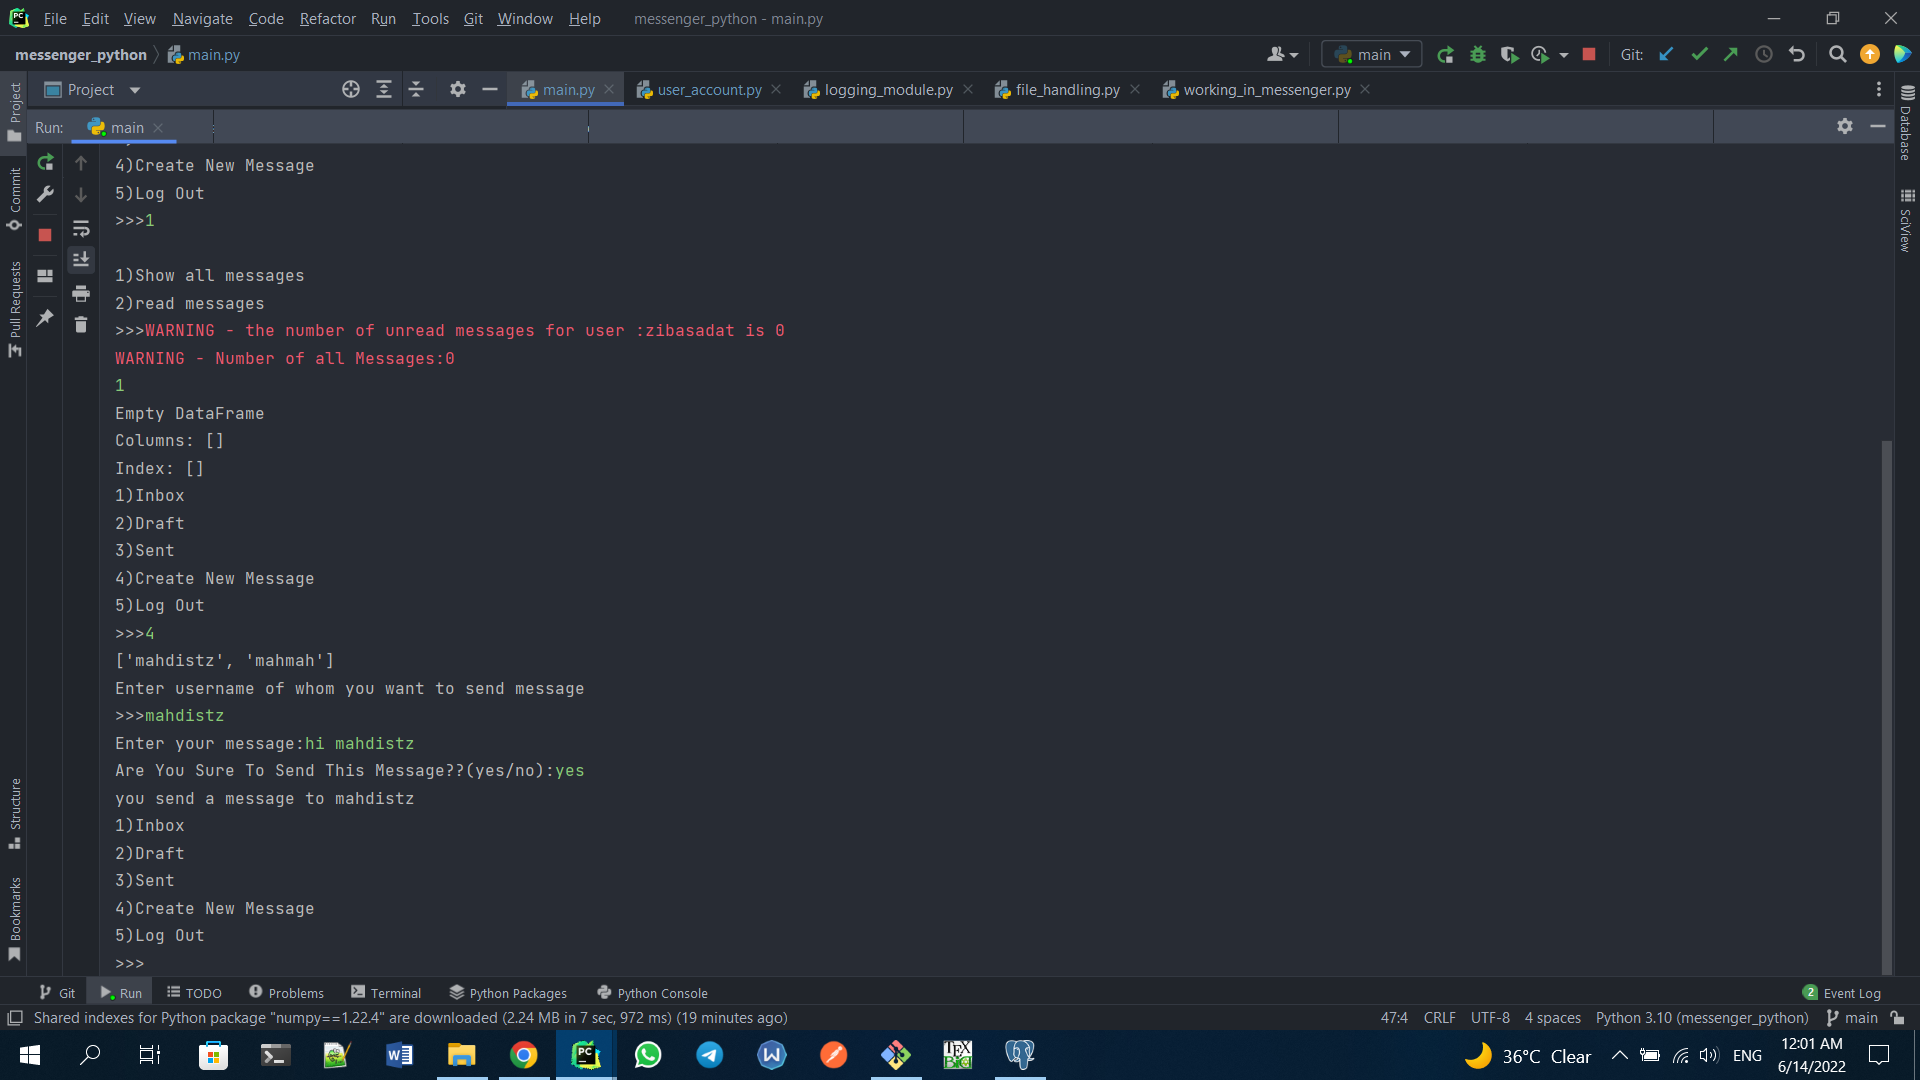 File Edit View Navigate Code Refactor Run Tools Git Window Help messenger_python - main.py
messenger_python main.py main Git:
Project main.py user_account.py logging_module.py file_handling.py working_in_messenger.py
Run: main
Project
Commit
Pull Requests
Structure
Bookmarks
Database
SciView
4)Create New Message
5)Log Out
>>>1
1)Show all messages
2)read messages
>>>WARNING - the number of unread messages for user :zibasadat is 0
WARNING - Number of all Messages:0
1
Empty DataFrame
Columns: []
Index: []
1)Inbox
2)Draft
3)Sent
4)Create New Message
5)Log Out
>>>4
['mahdistz', 'mahmah']
Enter username of whom you want to send message
>>>mahdistz
Enter your message:hi mahdistz
Are You Sure To Send This Message??(yes/no):yes
you send a message to mahdistz
1)Inbox
2)Draft
3)Sent
4)Create New Message
5)Log Out
>>>
Git Run TODO Problems Terminal Python Packages Python Console 2 Event Log
Shared indexes for Python package "numpy==1.22.4" are downloaded (2.24 MB in 7 sec, 972 ms) (19 minutes ago) 47:4 CRLF UTF-8 4 spaces Python 3.10 (messenger_python) main
36°C Clear ENG 12:01 AM
6/14/2022